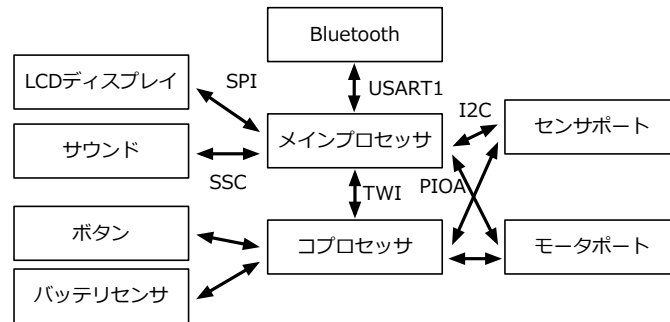 Bluetooth
LCDディスプレイ
SPI
USART1
I2C
サウンド
メインプロセッサ
センサポート
SSC
TWI
PIOA
ボタン
コプロセッサ
モータポート
バッテリセンサ